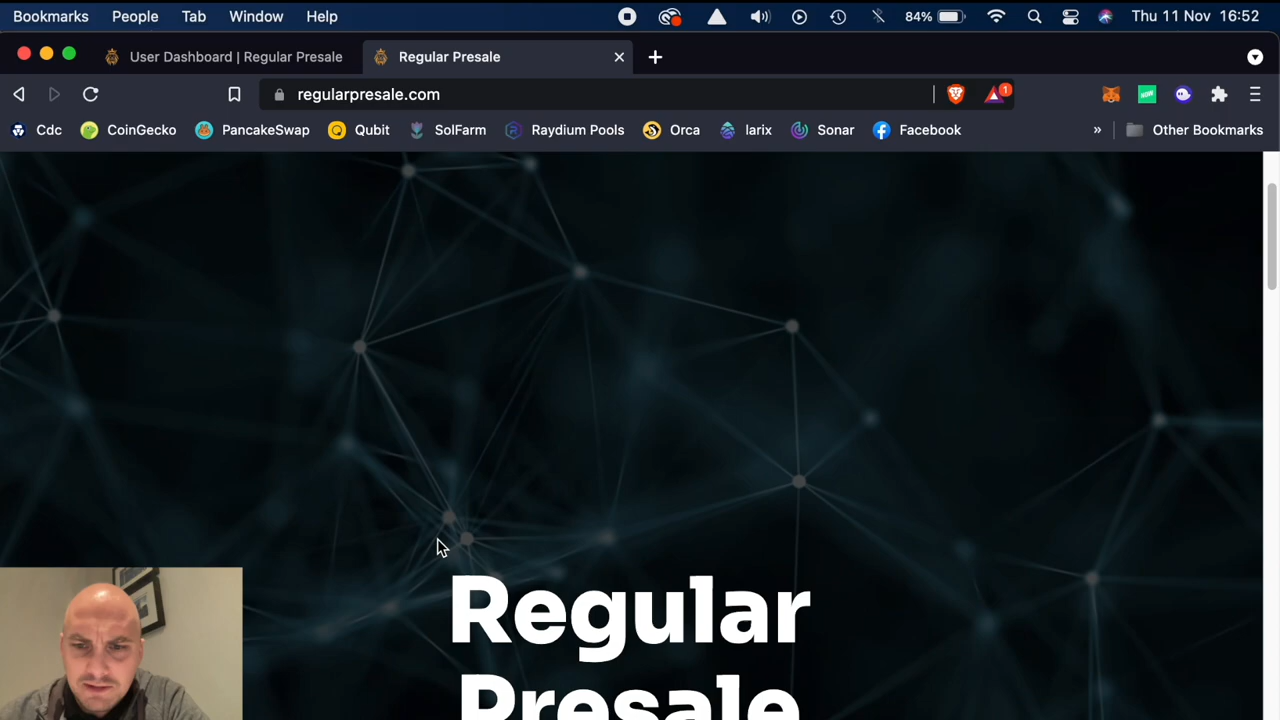 Bookmarks People Tab Window Help 84% Thu 11 Nov 16:52
User Dashboard | Regular Presale Regular Presale
regularpresale.com 1
Cdc CoinGecko PancakeSwap Qubit SolFarm Raydium Pools Orca larix Sonar Facebook » Other Bookmarks
Regular
Presale